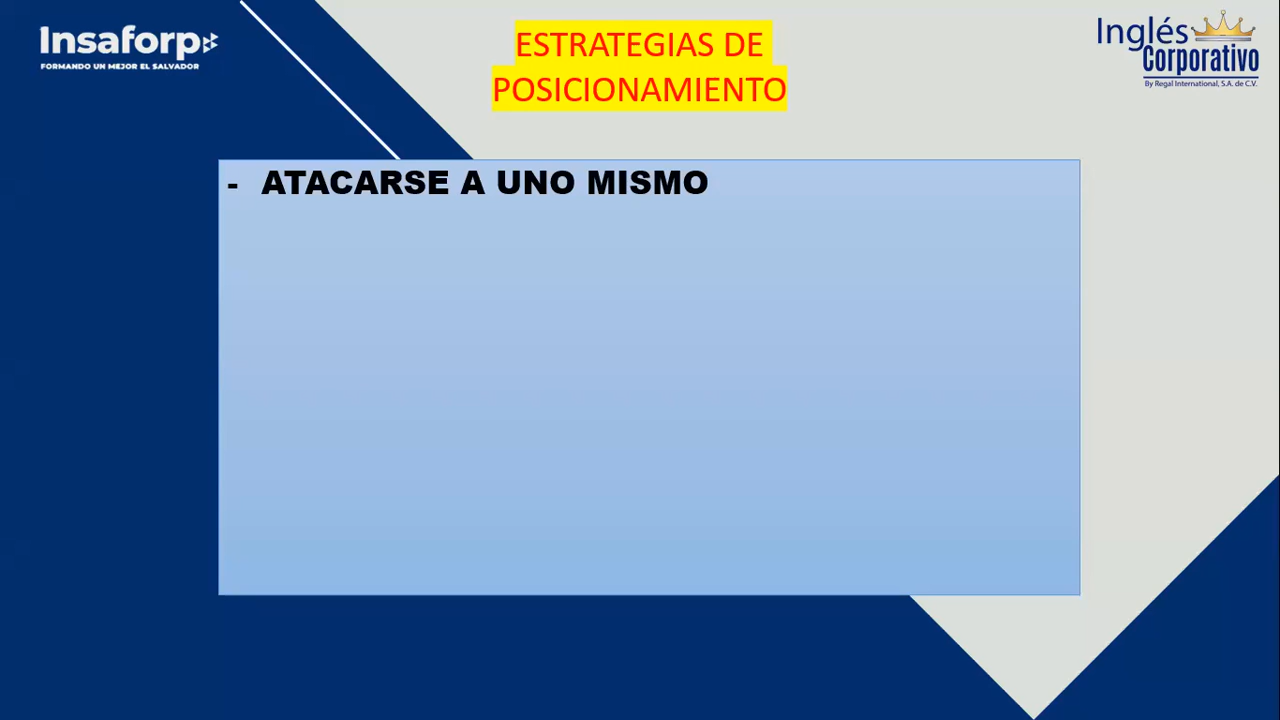 Insaforp
FORMANDO UN MEJOR EL SALVADOR
ESTRATEGIAS DE
POSICIONAMIENTO
Inglés
Corporativo
By Regal International, S.A. de C.V.
- ATACARSE A UNO MISMO